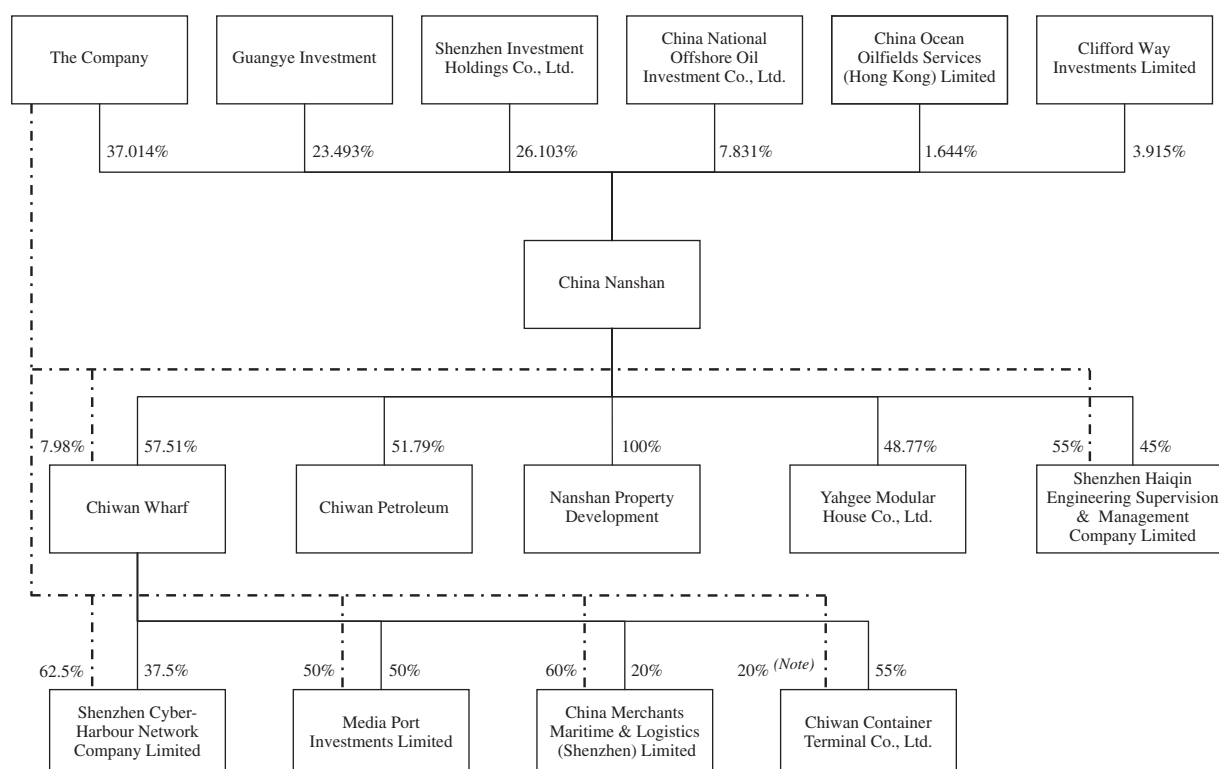 The Company
Guangye Investment
Shenzhen Investment
Holdings Co., Ltd.
China National
Offshore Oil
Investment Co., Ltd.
China Ocean
Oilfields Services
(Hong Kong) Limited
Clifford Way
Investments Limited
37.014%
23.493%
26.103%
7.831%
1.644%
3.915%
China Nanshan
7.98%
57.51%
51.79%
100%
48.77%
55%
45%
Chiwan Wharf
Chiwan Petroleum
Nanshan Property
Development
Yahgee Modular
House Co., Ltd.
Shenzhen Haiqin
Engineering Supervision
& Management
Company Limited
62.5%
37.5%
50%
50%
60%
20%
20% (Note)
55%
Shenzhen Cyber-
Harbour Network
Company Limited
Media Port
Investments Limited
China Merchants
Maritime & Logistics
(Shenzhen) Limited
Chiwan Container
Terminal Co., Ltd.